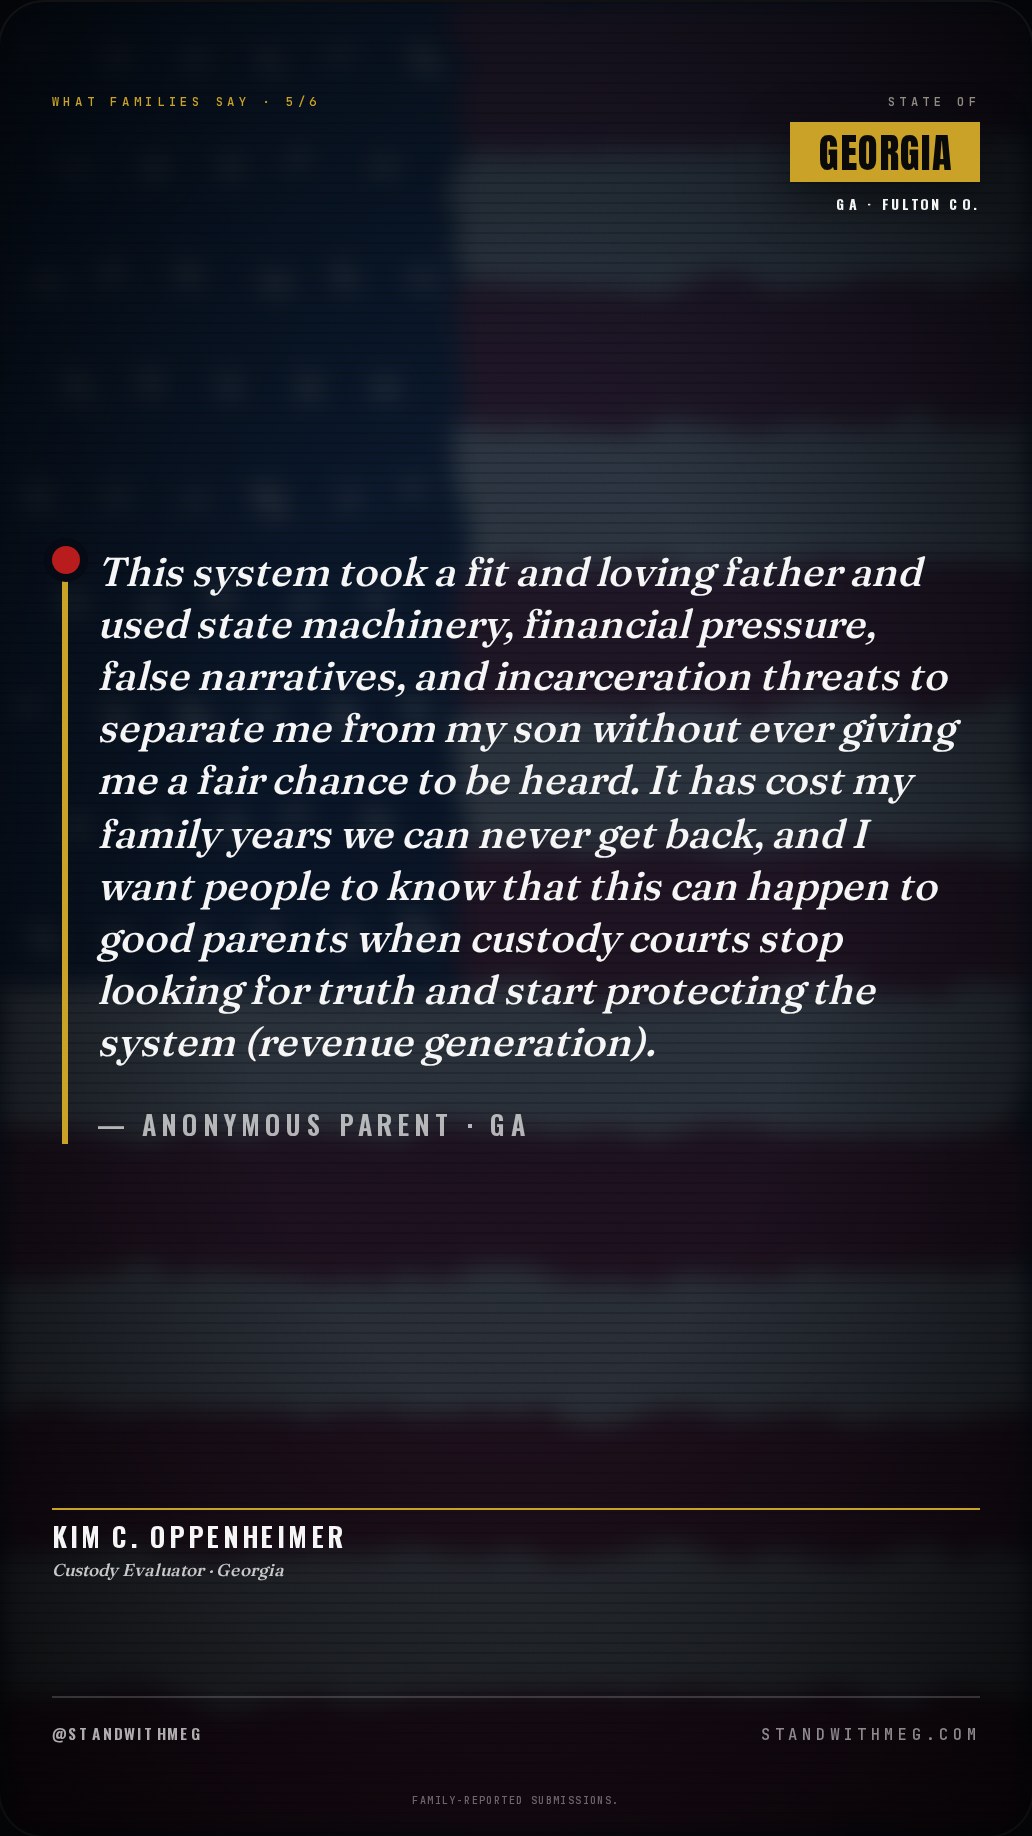 WHAT FAMILIES SAY · 5/6
STATE OF
GEORGIA
GA · FULTON CO.
This system took a fit and loving father and
used state machinery, financial pressure,
false narratives, and incarceration threats to
separate me from my son without ever giving
me a fair chance to be heard. It has cost my
family years we can never get back, and I
want people to know that this can happen to
good parents when custody courts stop
looking for truth and start protecting the
system (revenue generation).
— ANONYMOUS PARENT · GA
KIM C. OPPENHEIMER
Custody Evaluator · Georgia
@STANDWITHMEG
STANDWITHMEG.COM
FAMILY-REPORTED SUBMISSIONS.